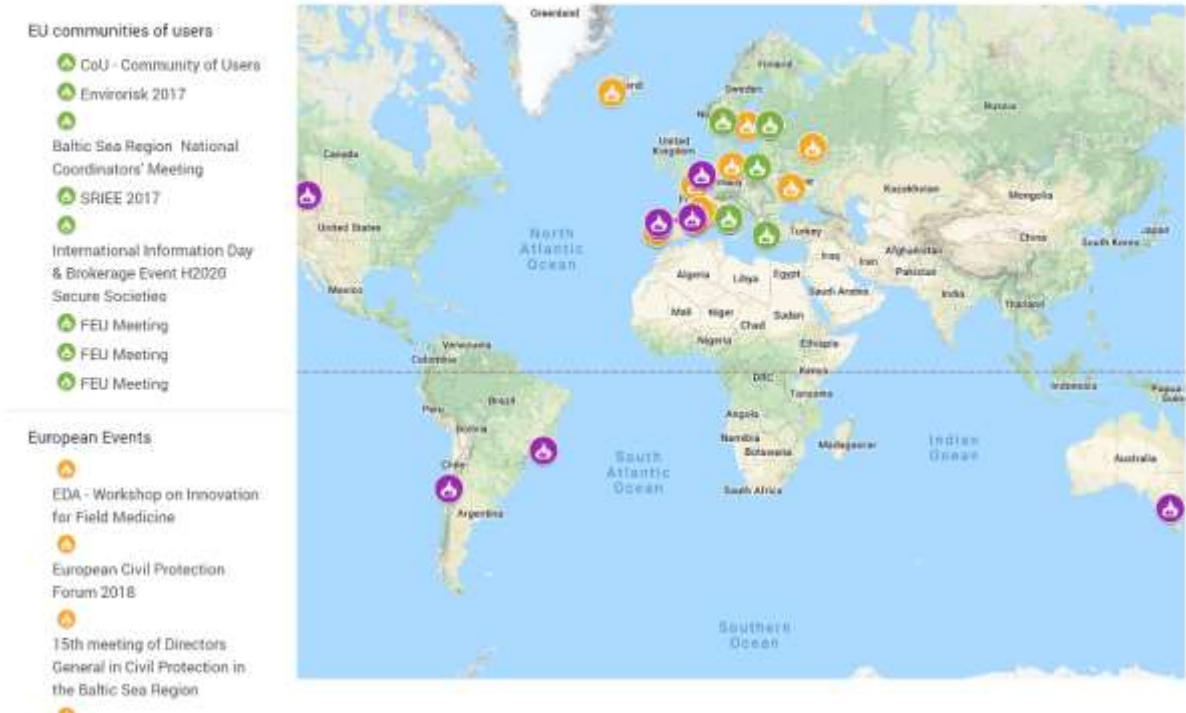 EU communities of users
CoU - Community of Users
Envirorisk 2017
Baltic Sea Region National
Coordinators' Meeting
SRIEE 2017
International Information Day
& Brokerage Event H2020
Secure Societies
FEU Meeting
FEU Meeting
FEU Meeting
European Events
EDA - Workshop on Innovation
for Field Medicine
European Civil Protection
Forum 2018
15th meeting of Directors
General in Civil Protection in
the Baltic Sea Region
Greenland
Finland
Sweden
Russia
United
Kingdom
Canada
Kazakhstan
Mongolia
United States
North
Atlantic
Ocean
Turkey
China
South Korea
Japan
Iraq
Iran
Afghanistan
Pakistan
Algeria
Libya
Egypt
Saudi Arabia
India
Mexico
Mali
Niger
Chad
Sudan
Thailand
Nigeria
Ethiopia
Venezuela
Colombia
DRC
Kenya
Tanzania
Indonesia
Papua
Peru
Brazil
Angola
Bolivia
Namibia
Botswana
Madagascar
Indian
Ocean
Chile
South
Atlantic
Ocean
South Africa
Australia
Argentina
Southern
Ocean